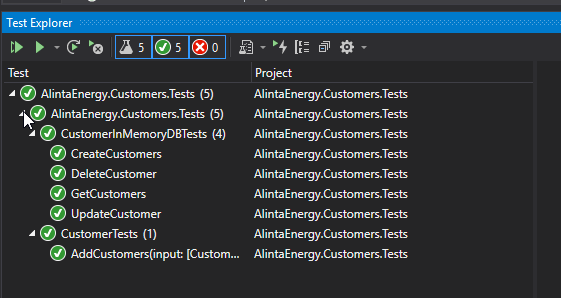 Test Explorer
5 5 0
Test Project
AlintaEnergy.Customers.Tests (5) AlintaEnergy.Customers.Tests
AlintaEnergy.Customers.Tests (5) AlintaEnergy.Customers.Tests
CustomerInMemoryDBTests (4) AlintaEnergy.Customers.Tests
CreateCustomers AlintaEnergy.Customers.Tests
DeleteCustomer AlintaEnergy.Customers.Tests
GetCustomers AlintaEnergy.Customers.Tests
UpdateCustomer AlintaEnergy.Customers.Tests
CustomerTests (1) AlintaEnergy.Customers.Tests
AddCustomers(input: [Custom... AlintaEnergy.Customers.Tests